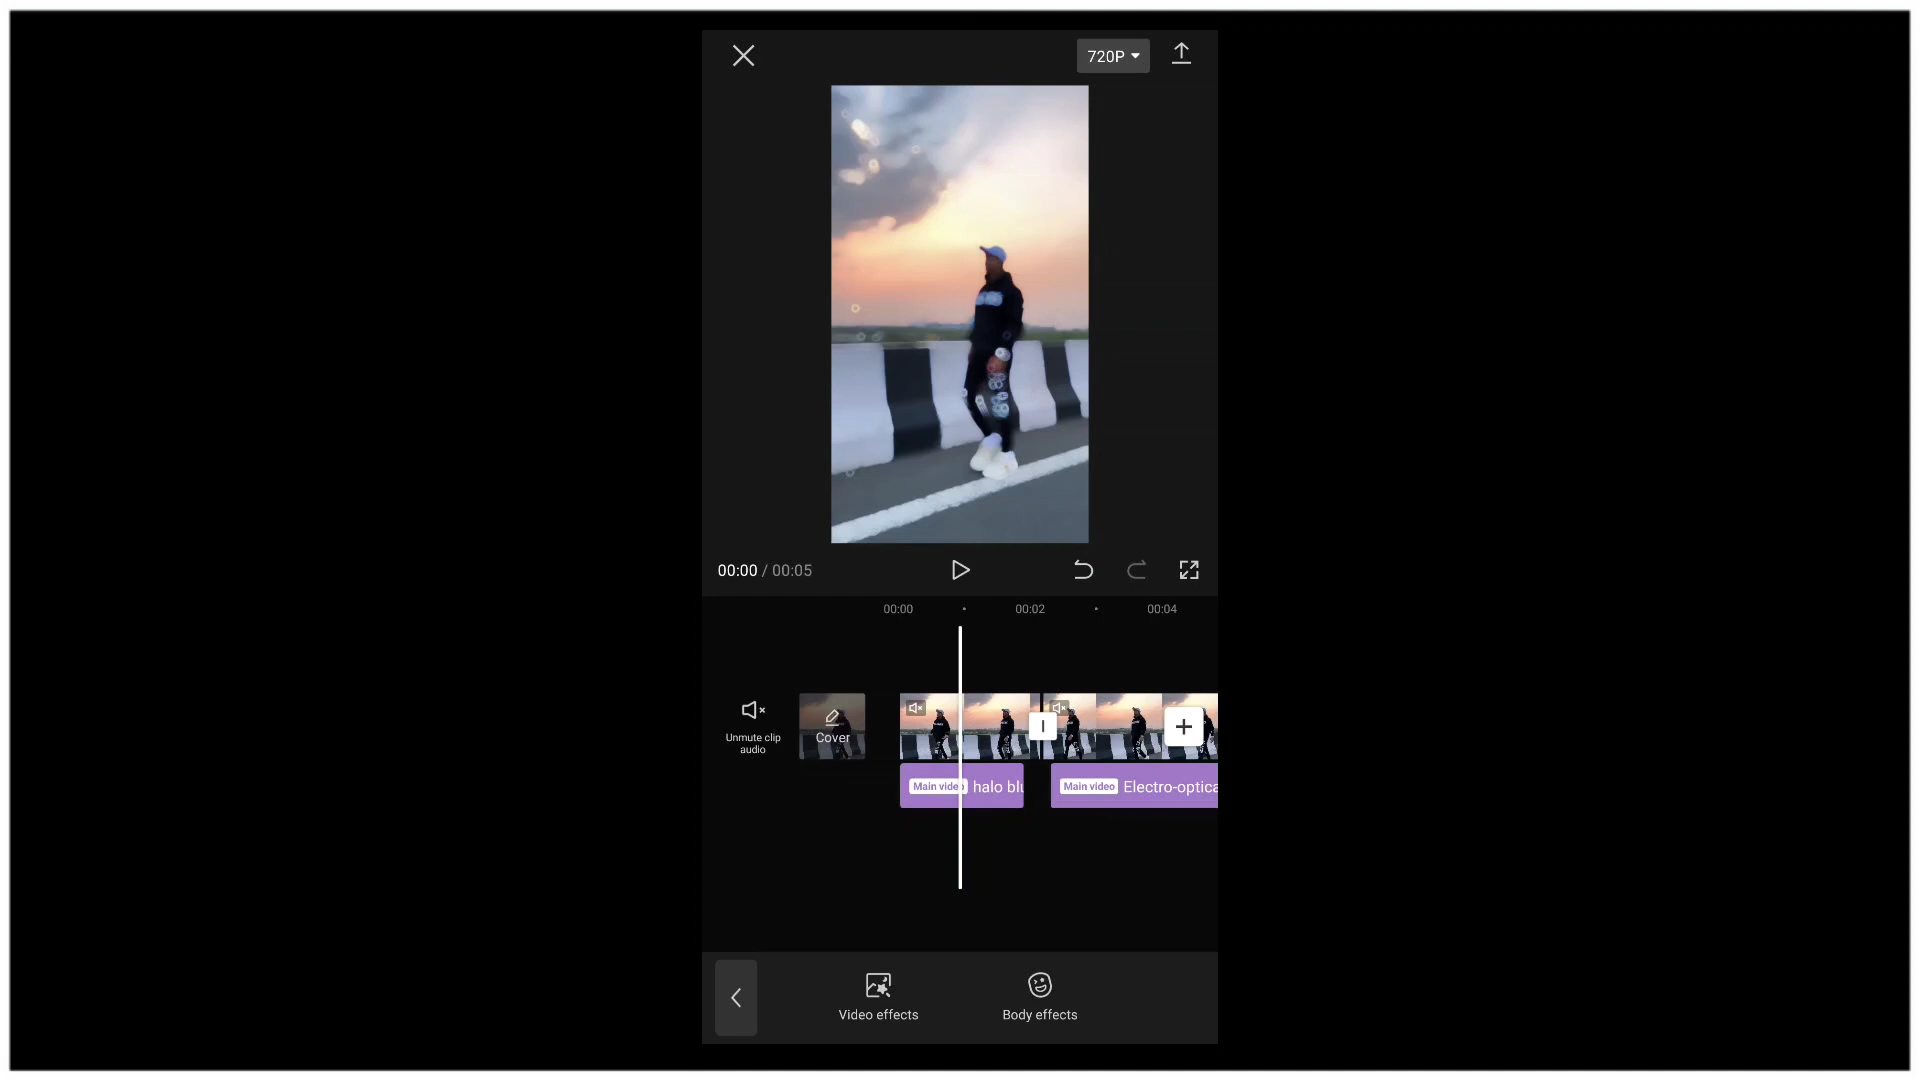 720P
00:00 / 00:05
00:00 00:02 00:04
Unmute clip
audio
Cover
Main video halo blu
Main video Electro-optica
Video effects
Body effects